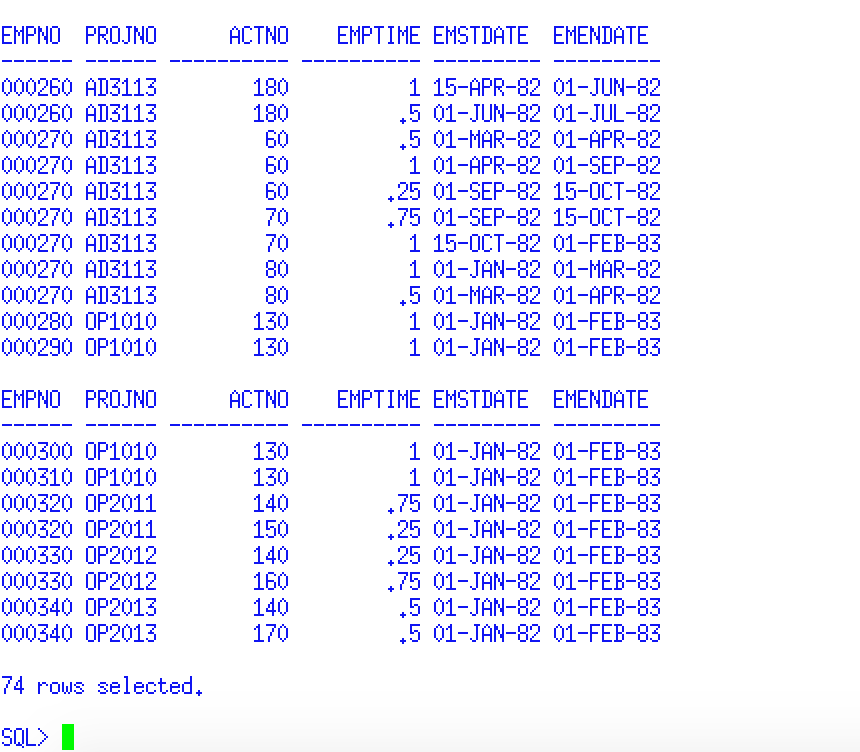 EMPNO  PROJNO      ACTNO    EMPTIME EMSTDATE  EMENDATE
------ ------ ---------- ---------- --------- ---------
000260 AD3113        180          1 15-APR-82 01-JUN-82
000260 AD3113        180         .5 01-JUN-82 01-JUL-82
000270 AD3113         60         .5 01-MAR-82 01-APR-82
000270 AD3113         60          1 01-APR-82 01-SEP-82
000270 AD3113         60        .25 01-SEP-82 15-OCT-82
000270 AD3113         70        .75 01-SEP-82 15-OCT-82
000270 AD3113         70          1 15-OCT-82 01-FEB-83
000270 AD3113         80          1 01-JAN-82 01-MAR-82
000270 AD3113         80         .5 01-MAR-82 01-APR-82
000280 OP1010        130          1 01-JAN-82 01-FEB-83
000290 OP1010        130          1 01-JAN-82 01-FEB-83
EMPNO  PROJNO      ACTNO    EMPTIME EMSTDATE  EMENDATE
------ ------ ---------- ---------- --------- ---------
000300 OP1010        130          1 01-JAN-82 01-FEB-83
000310 OP1010        130          1 01-JAN-82 01-FEB-83
000320 OP2011        140        .75 01-JAN-82 01-FEB-83
000320 OP2011        150        .25 01-JAN-82 01-FEB-83
000330 OP2012        140        .25 01-JAN-82 01-FEB-83
000330 OP2012        160        .75 01-JAN-82 01-FEB-83
000340 OP2013        140         .5 01-JAN-82 01-FEB-83
000340 OP2013        170         .5 01-JAN-82 01-FEB-83
74 rows selected.
SQL>